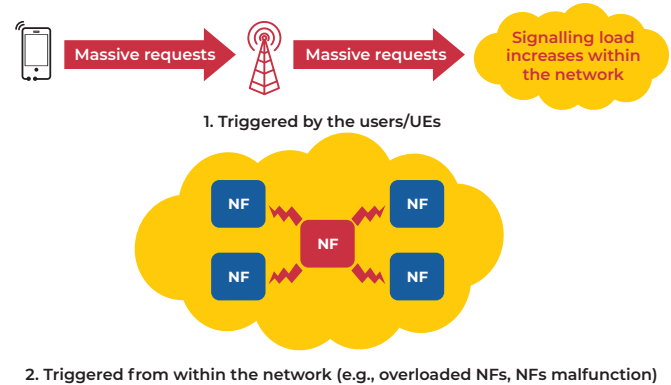 Massive requests
Massive requests
Signalling load
increases within
the network
1. Triggered by the users/UEs
NF
NF
NF
NF
NF
2. Triggered from within the network (e.g., overloaded NFs, NFs malfunction)